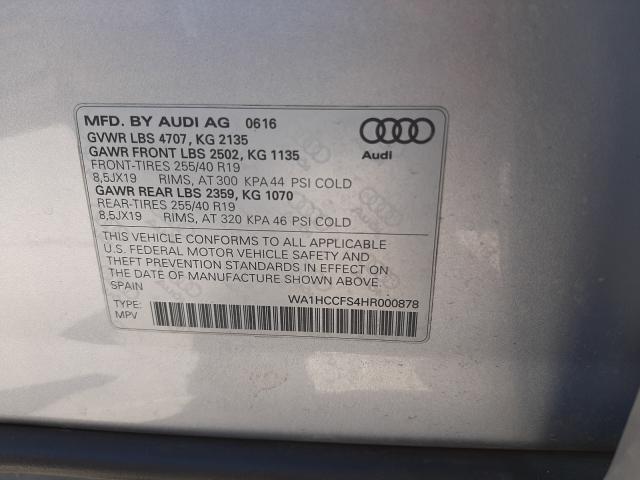 MFD. BY AUDI AG 0616
GVWR LBS 4707, KG 2135
GAWR FRONT LBS 2502, KG 1135
FRONT-TIRES 255/40 R19
8,5JX19 RIMS, AT 300 KPA 44 PSI COLD
GAWR REAR LBS 2359, KG 1070
REAR-TIRES 255/40 R19
8,5JX19 RIMS, AT 320 KPA 46 PSI COLD
Audi
THIS VEHICLE CONFORMS TO ALL APPLICABLE
U.S. FEDERAL MOTOR VEHICLE SAFETY AND
THEFT PREVENTION STANDARDS IN EFFECT ON
THE DATE OF MANUFACTURE SHOWN ABOVE.
SPAIN
WA1HCCFS4HR000878
TYPE:
MPV